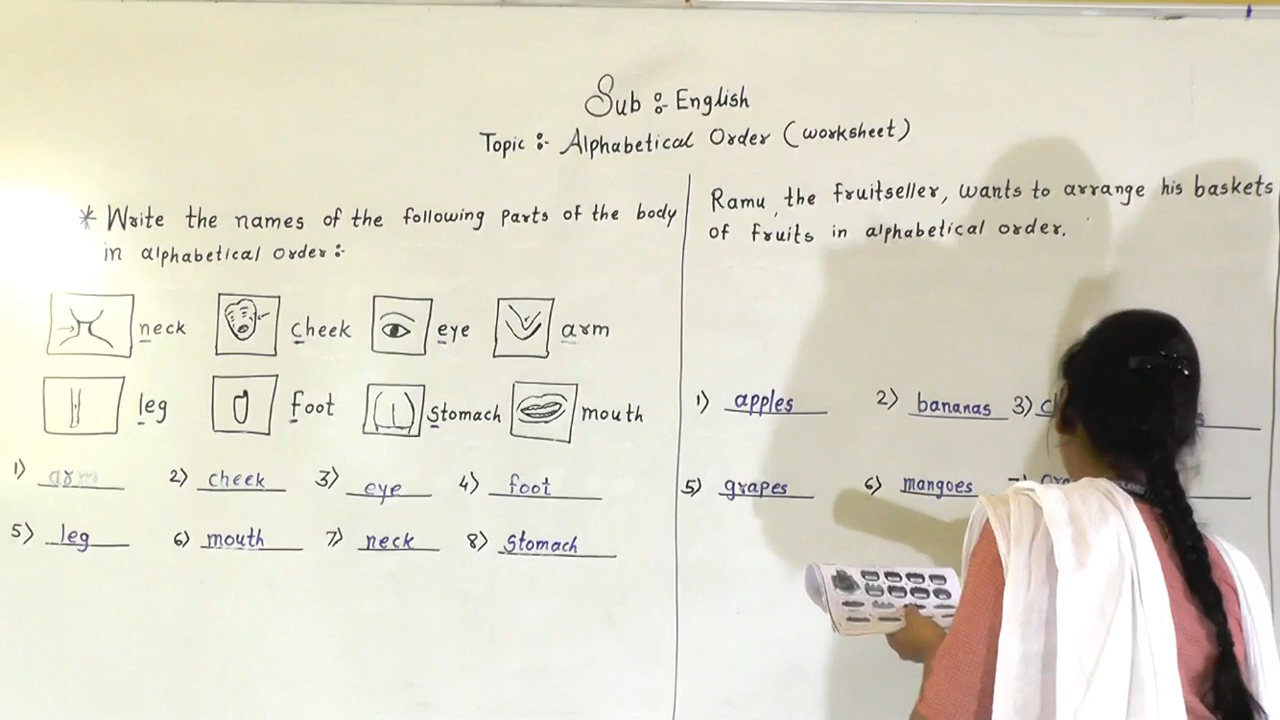 Sub :- English
Topic :- Alphabetical Order (worksheet)
* Write the names of the following parts of the body
in alphabetical order :-
neck cheek eye arm
leg foot stomach mouth
1) arm 2) cheek 3) eye 4) foot
5) leg 6) mouth 7) neck 8) stomach
Ramu, the fruitseller, wants to arrange his baskets
of fruits in alphabetical order.
1) apples 2) bananas 3)
5) grapes 6) mangoes